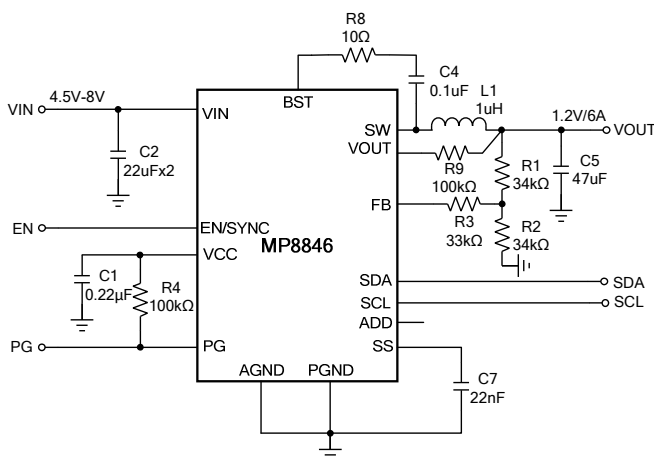 R8
10Ω
C4
0.1uF
L1
1uH
4.5V-8V
VIN
VIN
BST
SW
1.2V/6A
VOUT
C2
22uFx2
VOUT
R9
100kΩ
R1
34kΩ
C5
47uF
EN
EN/SYNC
FB
R3
33kΩ
R2
34kΩ
MP8846
VCC
C1
0.22µF
R4
100kΩ
SDA
SDA
SCL
SCL
ADD
PG
PG
SS
AGND
PGND
C7
22nF